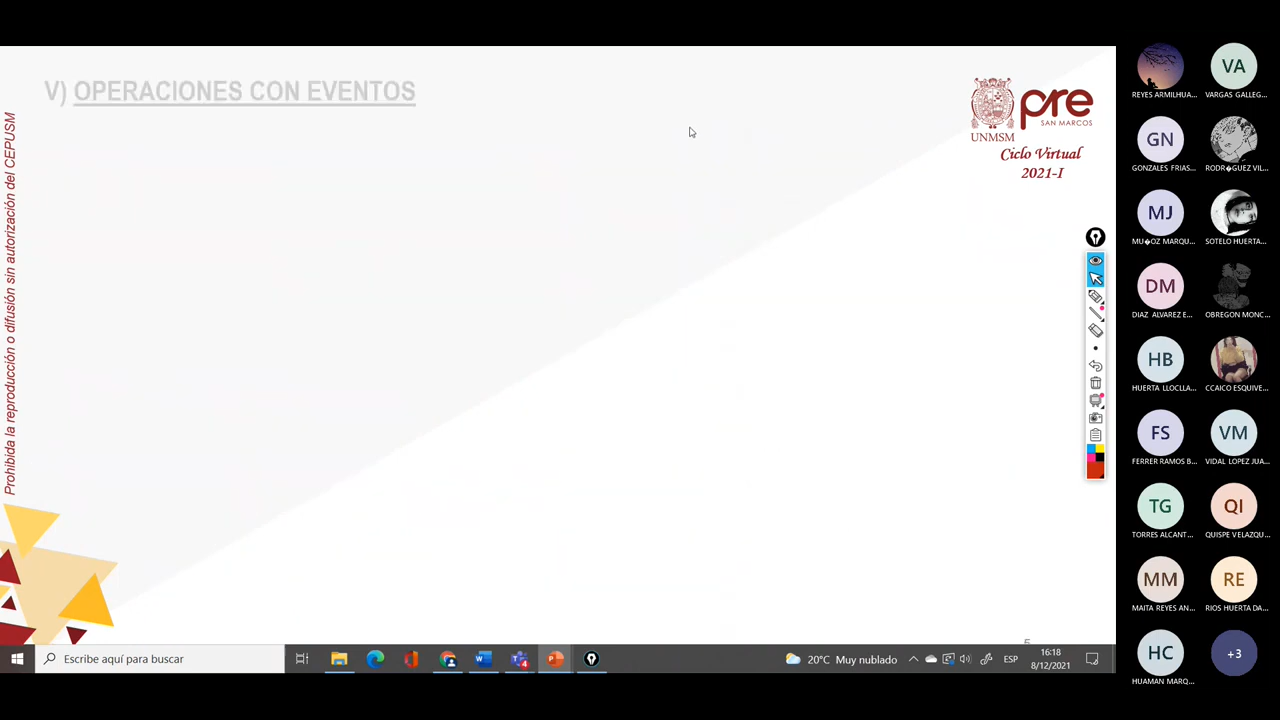 V) OPERACIONES CON EVENTOS
pre
SAN MARCOS
UNMSM
Ciclo Virtual
2021-I
Prohibida la reproducción o difusión sin autorización del CEPUSM
5
REYES ARMILHUA...
VA
VARGAS GALLEG...
GN
GONZALES FRIAS...
RODR�GUEZ VIL...
MJ
MU�OZ MARQU...
SOTELO HUERTA...
DM
DIAZ ALVAREZ E...
OBREGON MONC...
HB
HUERTA LLOCLLA...
CCAICO ESQUIVE...
FS
FERRER RAMOS B...
VM
VIDAL LOPEZ JUA...
TG
TORRES ALCANT...
QI
QUISPE VELAZQU...
MM
MAITA REYES AN...
RE
RIOS HUERTA DA...
HC
HUAMAN MARQ...
+3
Escribe aquí para buscar
4
20°C Muy nublado
ESP
16:18
8/12/2021